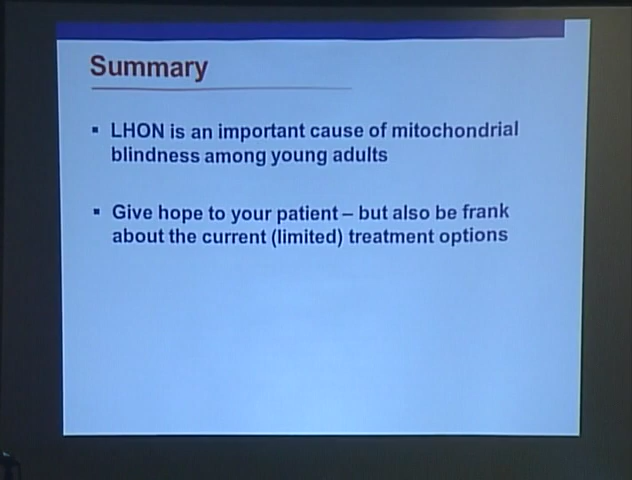 Summary
▪ LHON is an important cause of mitochondrial
blindness among young adults
▪ Give hope to your patient – but also be frank
about the current (limited) treatment options